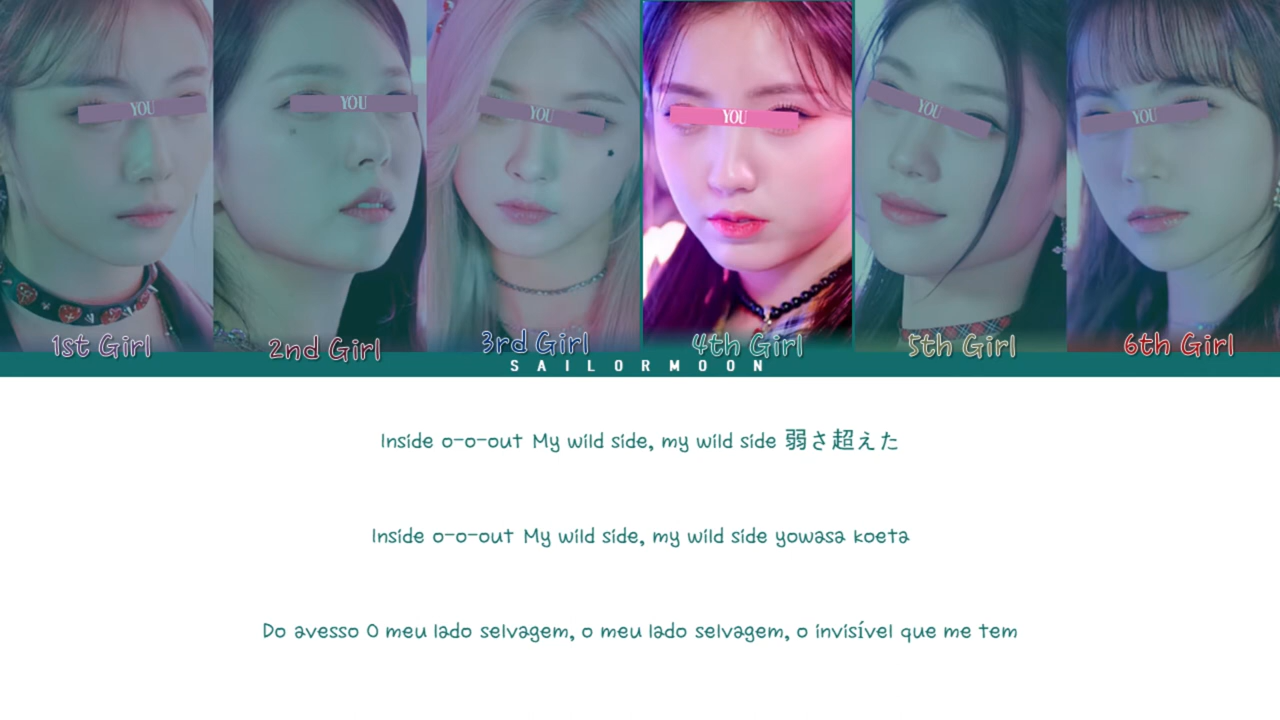 YOU YOU YOU YOU YOU YOU
1st Girl 2nd Girl 3rd Girl 4th Girl 5th Girl 6th Girl
SAILORMOON
Inside o-o-out My wild side, my wild side 弱さ超えた
Inside o-o-out My wild side, my wild side yowasa koeta
Do avesso O meu lado selvagem, o meu lado selvagem, o invisível que me tem